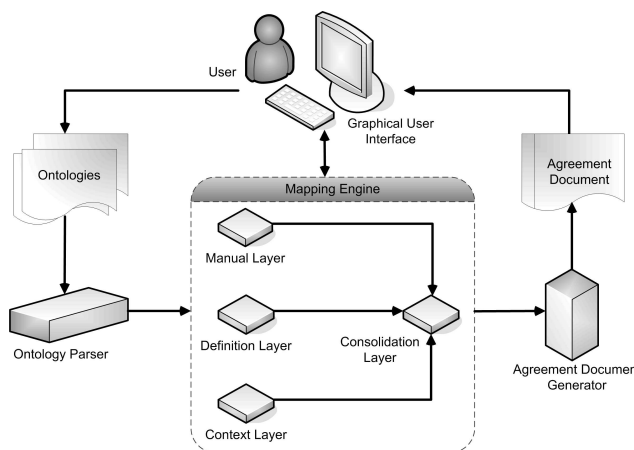 User
Graphical User
Interface
Ontologies
Agreement
Document
Mapping Engine
Manual Layer
Ontology Parser
Definition Layer
Consolidation
Layer
Agreement Documer
Generator
Context Layer